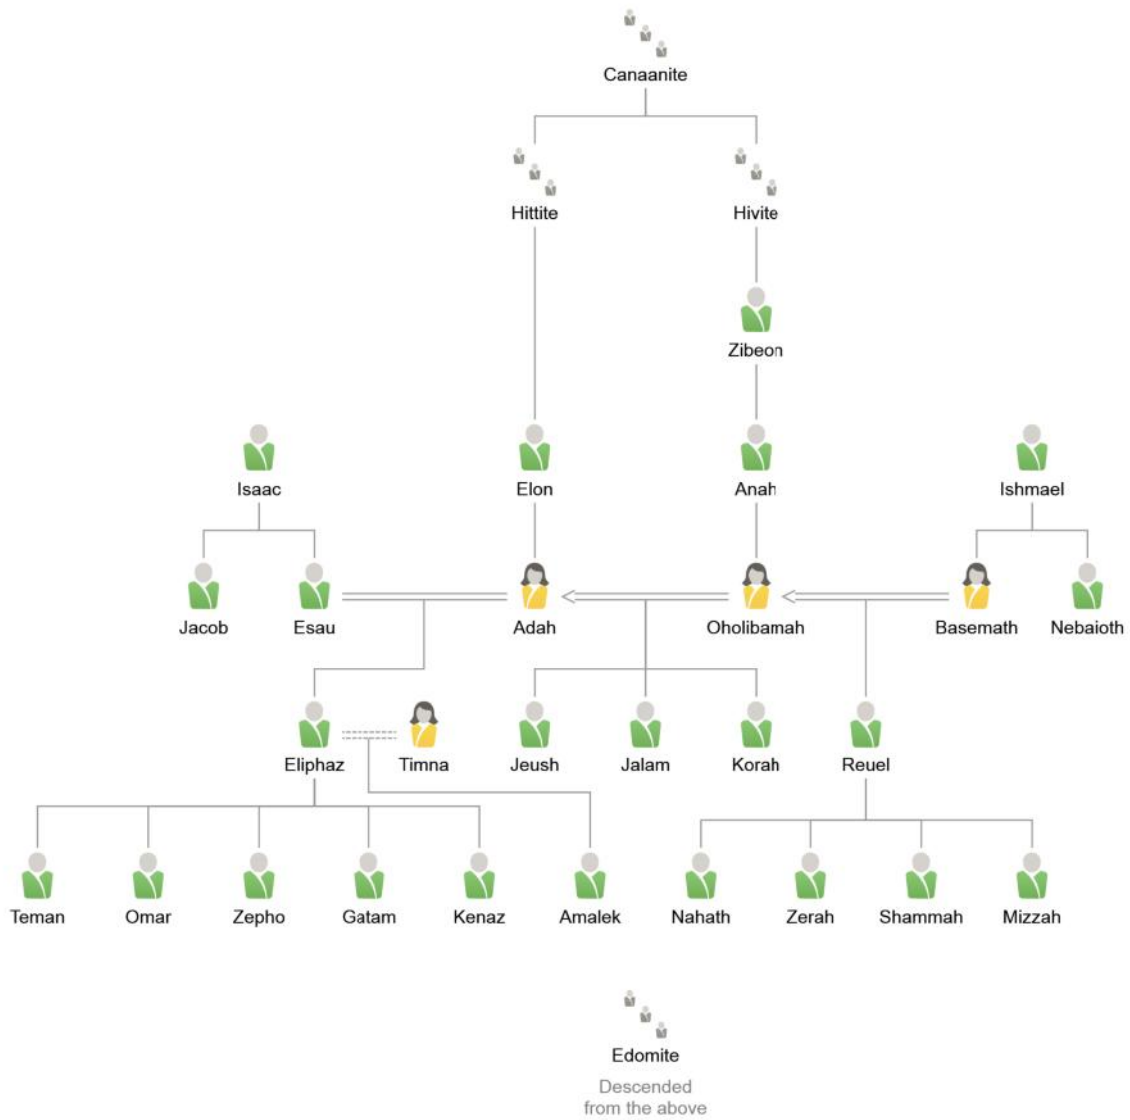 Canaanite
Hittite
Hivite
Zibeon
Isaac
Elon
Anah
Ishmael
Jacob
Esau
Adah
Oholibamah
Basemath
Nebaioth
Eliphaz
Timna
Jeush
Jalam
Korah
Reuel
Teman
Omar
Zepho
Gatam
Kenaz
Amalek
Nahath
Zerah
Shammah
Mizzah
Edomite
Descended
from the above